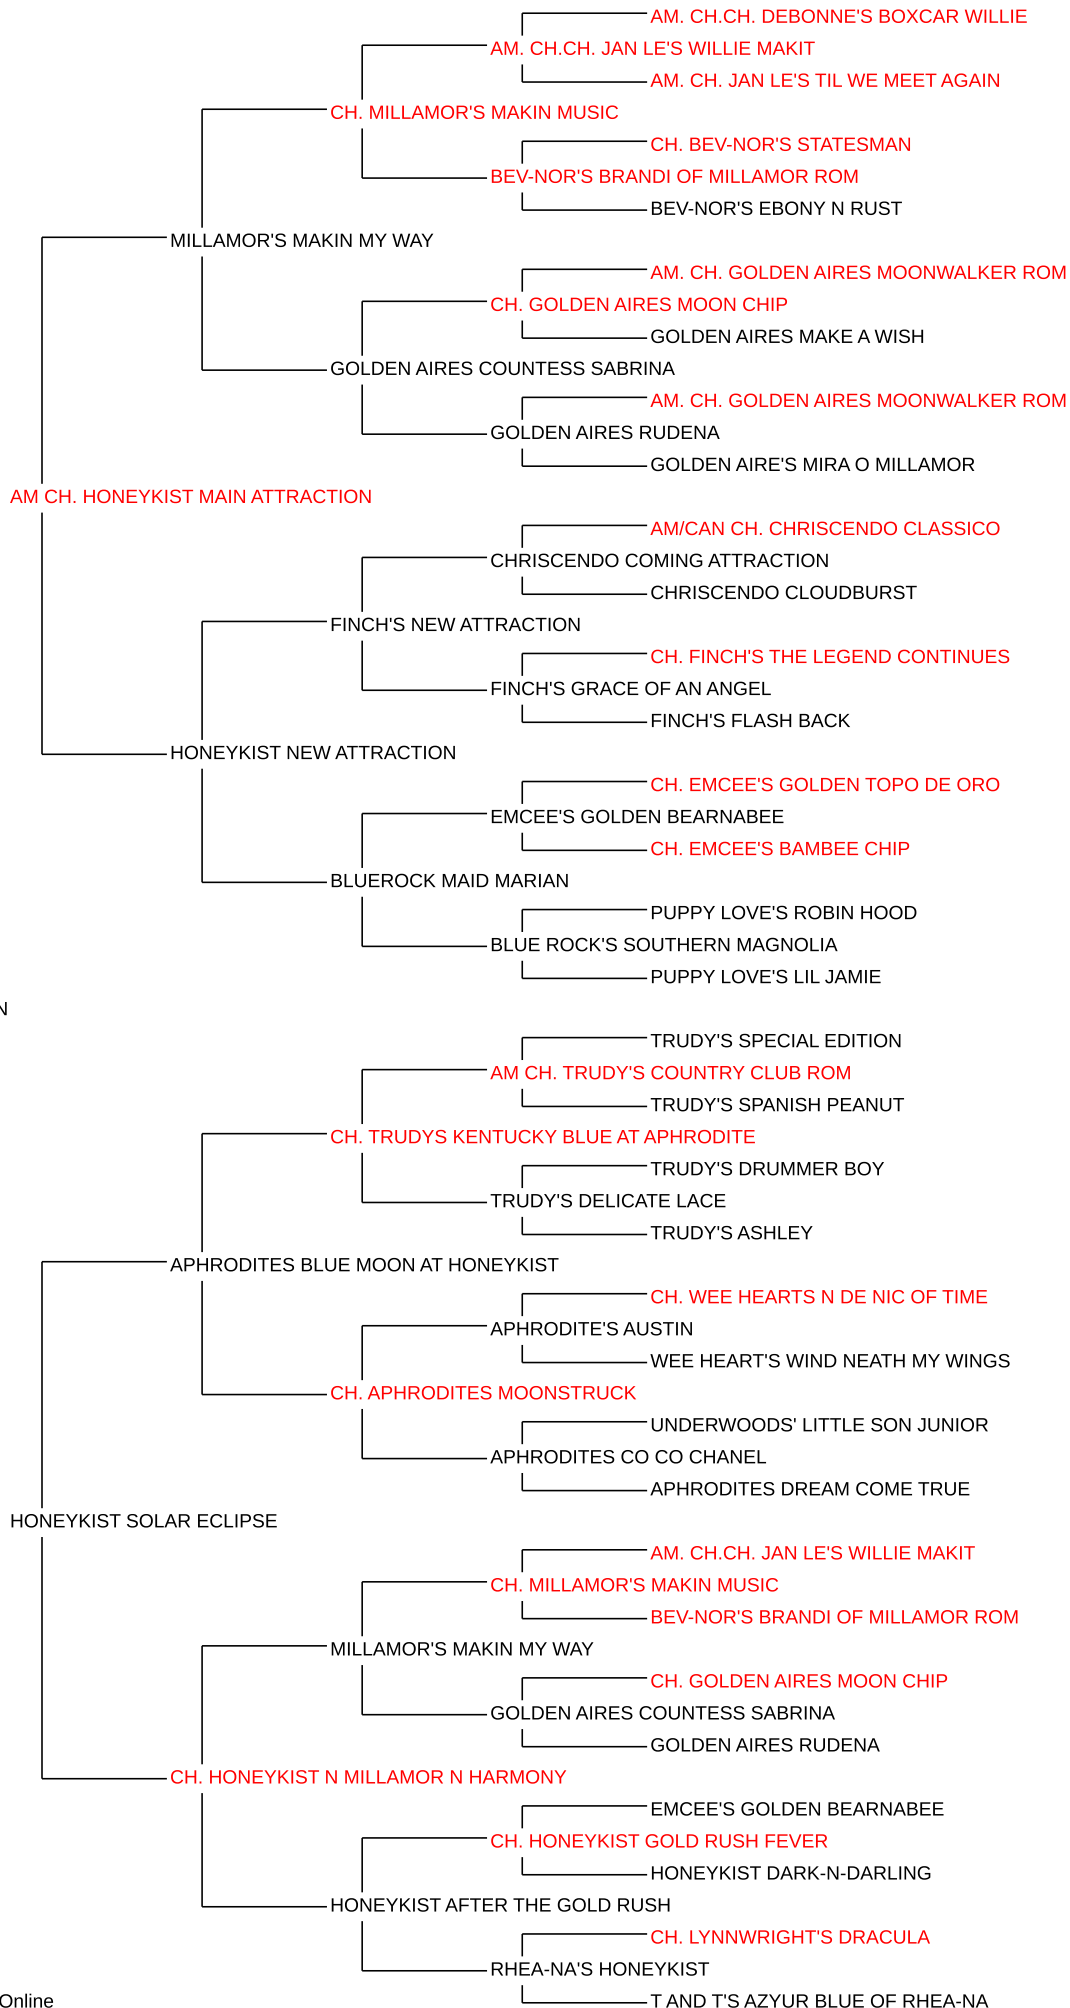 AM. CH.CH. DEBONNE'S BOXCAR WILLIE
AM. CH.CH. JAN LE'S WILLIE MAKIT
AM. CH. JAN LE'S TIL WE MEET AGAIN
CH. MILLAMOR'S MAKIN MUSIC
CH. BEV-NOR'S STATESMAN
BEV-NOR'S BRANDI OF MILLAMOR ROM
BEV-NOR'S EBONY N RUST
MILLAMOR'S MAKIN MY WAY
AM. CH. GOLDEN AIRES MOONWALKER ROM
CH. GOLDEN AIRES MOON CHIP
GOLDEN AIRES MAKE A WISH
GOLDEN AIRES COUNTESS SABRINA
AM. CH. GOLDEN AIRES MOONWALKER ROM
GOLDEN AIRES RUDENA
GOLDEN AIRE'S MIRA O MILLAMOR
AM CH. HONEYKIST MAIN ATTRACTION
AM/CAN CH. CHRISCENDO CLASSICO
CHRISCENDO COMING ATTRACTION
CHRISCENDO CLOUDBURST
FINCH'S NEW ATTRACTION
CH. FINCH'S THE LEGEND CONTINUES
FINCH'S GRACE OF AN ANGEL
FINCH'S FLASH BACK
HONEYKIST NEW ATTRACTION
CH. EMCEE'S GOLDEN TOPO DE ORO
EMCEE'S GOLDEN BEARNABEE
CH. EMCEE'S BAMBEE CHIP
BLUEROCK MAID MARIAN
PUPPY LOVE'S ROBIN HOOD
BLUE ROCK'S SOUTHERN MAGNOLIA
PUPPY LOVE'S LIL JAMIE
N
TRUDY'S SPECIAL EDITION
AM CH. TRUDY'S COUNTRY CLUB ROM
TRUDY'S SPANISH PEANUT
CH. TRUDYS KENTUCKY BLUE AT APHRODITE
TRUDY'S DRUMMER BOY
TRUDY'S DELICATE LACE
TRUDY'S ASHLEY
APHRODITES BLUE MOON AT HONEYKIST
CH. WEE HEARTS N DE NIC OF TIME
APHRODITE'S AUSTIN
WEE HEART'S WIND NEATH MY WINGS
CH. APHRODITES MOONSTRUCK
UNDERWOODS' LITTLE SON JUNIOR
APHRODITES CO CO CHANEL
APHRODITES DREAM COME TRUE
HONEYKIST SOLAR ECLIPSE
AM. CH.CH. JAN LE'S WILLIE MAKIT
CH. MILLAMOR'S MAKIN MUSIC
BEV-NOR'S BRANDI OF MILLAMOR ROM
MILLAMOR'S MAKIN MY WAY
CH. GOLDEN AIRES MOON CHIP
GOLDEN AIRES COUNTESS SABRINA
GOLDEN AIRES RUDENA
CH. HONEYKIST N MILLAMOR N HARMONY
EMCEE'S GOLDEN BEARNABEE
CH. HONEYKIST GOLD RUSH FEVER
HONEYKIST DARK-N-DARLING
HONEYKIST AFTER THE GOLD RUSH
CH. LYNNWRIGHT'S DRACULA
RHEA-NA'S HONEYKIST
T AND T'S AZYUR BLUE OF RHEA-NA
Online